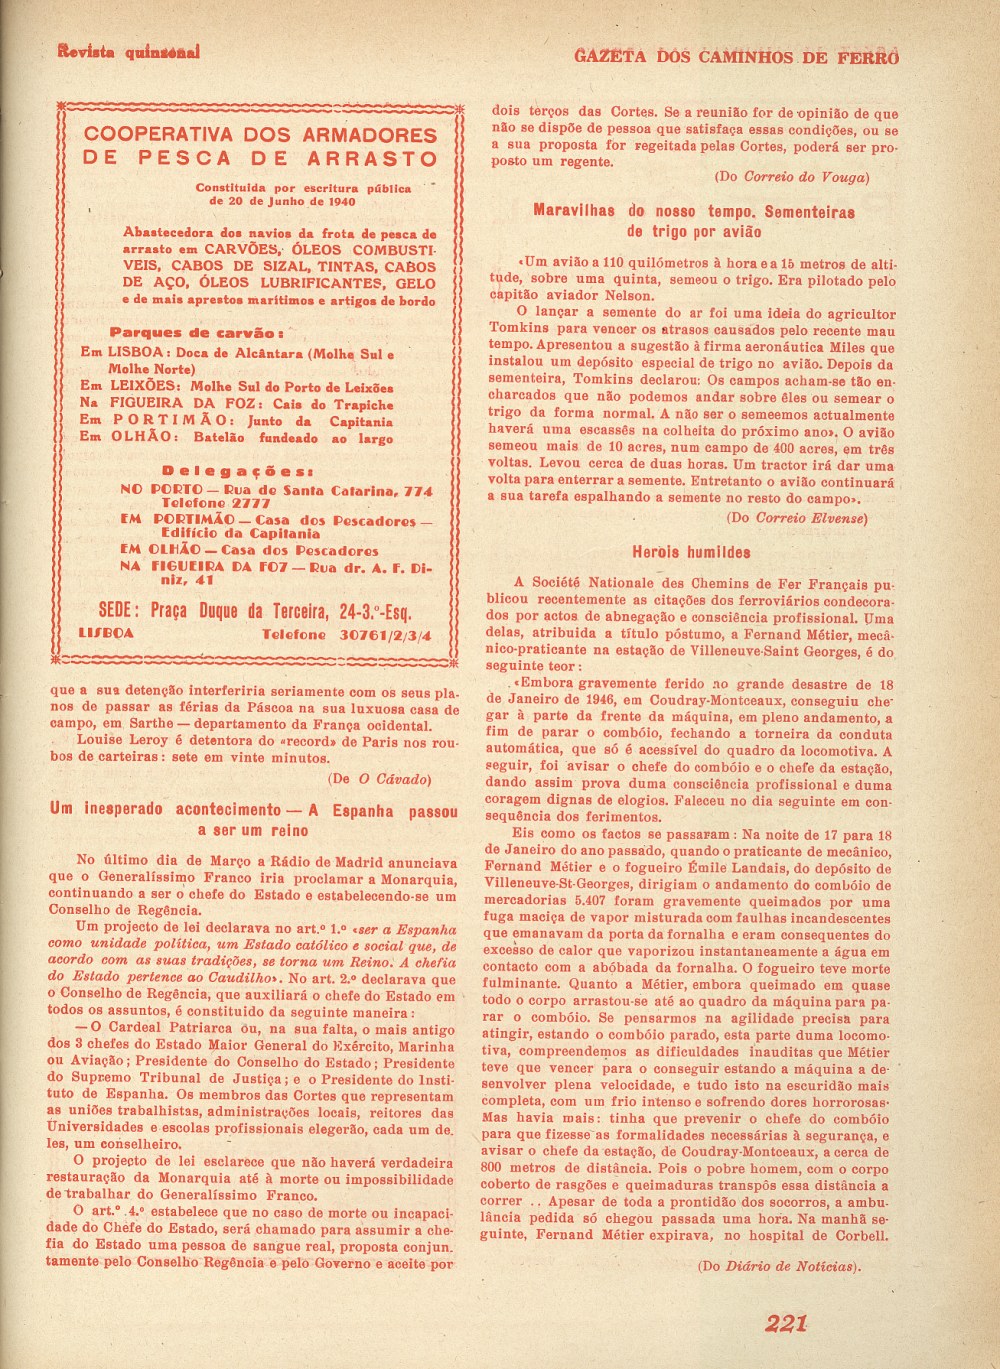 Revista quinzenal
GAZETA DOS CAMINHOS DE FERRO
COOPERATIVA DOS ARMADORES
DE PESCA DE ARRASTO
Constituida por escritura pública
de 20 de Junho de 1940
Abastecedora dos navios da frota de pesca de
arrasto em CARVÕES, ÓLEOS COMBUSTI-
VEIS, CABOS DE SIZAL, TINTAS, CABOS
DE AÇO, ÓLEOS LUBRIFICANTES, GELO
e de mais aprestos marítimos e artigos de bordo
Parques de carvão:
Em LISBOA: Doca de Alcântara (Molhe Sul e
Molhe Norte)
Em LEIXÕES: Molhe Sul do Porto de Leixões
Na FIGUEIRA DA FOZ: Cais do Trapiche
Em PORTIMÃO: Junto da Capitania
Em OLHÃO: Batelão fundeado ao largo
Delegações:
NO PORTO — Rua de Santa Catarina, 774
Telefone 2777
EM PORTIMÃO — Casa dos Pescadores —
Edifício da Capitania
EM OLHÃO — Casa dos Pescadores
NA FIGUEIRA DA FOZ — Rua dr. A. F. Di-
niz, 41
SEDE: Praça Duque da Terceira, 24-3.º-Esq.
LISBOA Telefone 30761/2/3/4
que a sua detenção interferiria seriamente com os seus pla-
nos de passar as férias da Páscoa na sua luxuosa casa de
campo, em Sarthe — departamento da França ocidental.
Louise Leroy é detentora do «record» de Paris nos rou-
bos de carteiras: sete em vinte minutos.
(De O Cávado)
Um inesperado acontecimento — A Espanha passou
a ser um reino
No último dia de Março a Rádio de Madrid anunciava
que o Generalíssimo Franco iria proclamar a Monarquia,
continuando a ser o chefe do Estado e estabelecendo-se um
Conselho de Regência.
Um projecto de lei declarava no art.º 1.º «ser a Espanha
como unidade política, um Estado católico e social que, de
acordo com as suas tradições, se torna um Reino. A chefia
do Estado pertence ao Caudilho». No art. 2.º declarava que
o Conselho de Regência, que auxiliará o chefe do Estado em
todos os assuntos, é constituido da seguinte maneira:
— O Cardeal Patriarca ou, na sua falta, o mais antigo
dos 3 chefes do Estado Maior General do Exército, Marinha
ou Aviação; Presidente do Conselho do Estado; Presidente
do Supremo Tribunal de Justiça; e o Presidente do Insti-
tuto de Espanha. Os membros das Cortes que representam
as uniões trabalhistas, administrações locais, reitores das
Universidades e escolas profissionais elegerão, cada um de.
les, um conselheiro.
O projecto de lei esclarece que não haverá verdadeira
restauração da Monarquia até à morte ou impossibilidade
de trabalhar do Generalíssimo Franco.
O art.º 4.º estabelece que no caso de morte ou incapaci-
dade do Chefe do Estado, será chamado para assumir a che-
fia do Estado uma pessoa de sangue real, proposta conjun.
tamente pelo Conselho Regência e pelo Governo e aceite por
dois terços das Cortes. Se a reunião for de opinião de que
não se dispõe de pessoa que satisfaça essas condições, ou se
a sua proposta for regeitada pelas Cortes, poderá ser pro-
posto um regente.
(Do Correio do Vouga)
Maravilhas do nosso tempo. Sementeiras
de trigo por avião
«Um avião a 110 quilómetros à hora e a 15 metros de alti-
tude, sobre uma quinta, semeou o trigo. Era pilotado pelo
capitão aviador Nelson.
O lançar a semente do ar foi uma ideia do agricultor
Tomkins para vencer os atrasos causados pelo recente mau
tempo. Apresentou a sugestão à firma aeronáutica Miles que
instalou um depósito especial de trigo no avião. Depois da
sementeira, Tomkins declarou: Os campos acham-se tão en-
charcados que não podemos andar sobre êles ou semear o
trigo da forma normal. A não ser o semeemos actualmente
haverá uma escassês na colheita do próximo ano». O avião
semeou mais de 10 acres, num campo de 400 acres, em três
voltas. Levou cerca de duas horas. Um tractor irá dar uma
volta para enterrar a semente. Entretanto o avião continuará
a sua tarefa espalhando a semente no resto do campo».
(Do Correio Elvense)
Herois humildes
A Société Nationale des Chemins de Fer Français pu-
blicou recentemente as citações dos ferroviários condecora-
dos por actos de abnegação e consciência profissional. Uma
delas, atribuida a título póstumo, a Fernand Métier, mecâ-
nico-praticante na estação de Villeneuve-Saint Georges, é do
seguinte teor:
«Embora gravemente ferido no grande desastre de 18
de Janeiro de 1946, em Coudray-Montceaux, conseguiu che-
gar à parte da frente da máquina, em pleno andamento, a
fim de parar o combóio, fechando a torneira da conduta
automática, que só é acessível do quadro da locomotiva. A
seguir, foi avisar o chefe do combóio e o chefe da estação,
dando assim prova duma consciência profissional e duma
coragem dignas de elogios. Faleceu no dia seguinte em con-
sequência dos ferimentos.
Eis como os factos se passaram: Na noite de 17 para 18
de Janeiro do ano passado, quando o praticante de mecânico,
Fernand Métier e o fogueiro Émile Landais, do depósito de
Villeneuve-St-Georges, dirigiam o andamento do combóio de
mercadorias 5.407 foram gravemente queimados por uma
fuga maciça de vapor misturada com faulhas incandescentes
que emanavam da porta da fornalha e eram consequentes do
excesso de calor que vaporizou instantaneamente a água em
contacto com a abóbada da fornalha. O fogueiro teve morte
fulminante. Quanto a Métier, embora queimado em quase
todo o corpo arrastou-se até ao quadro da máquina para pa-
rar o combóio. Se pensarmos na agilidade precisa para
atingir, estando o combóio parado, esta parte duma locomo-
tiva, compreendemos as dificuldades inauditas que Métier
teve que vencer para o conseguir estando a máquina a de-
senvolver plena velocidade, e tudo isto na escuridão mais
completa, com um frio intenso e sofrendo dores horrorosas.
Mas havia mais: tinha que prevenir o chefe do combóio
para que fizesse as formalidades necessárias à segurança, e
avisar o chefe da estação, de Coudray-Montceaux, a cerca de
800 metros de distância. Pois o pobre homem, com o corpo
coberto de rasgões e queimaduras transpôs essa distância a
correr .. Apesar de toda a prontidão dos socorros, a ambu-
lância pedida só chegou passada uma hora. Na manhã se-
guinte, Fernand Métier expirava, no hospital de Corbell.
(Do Diário de Notícias).
221